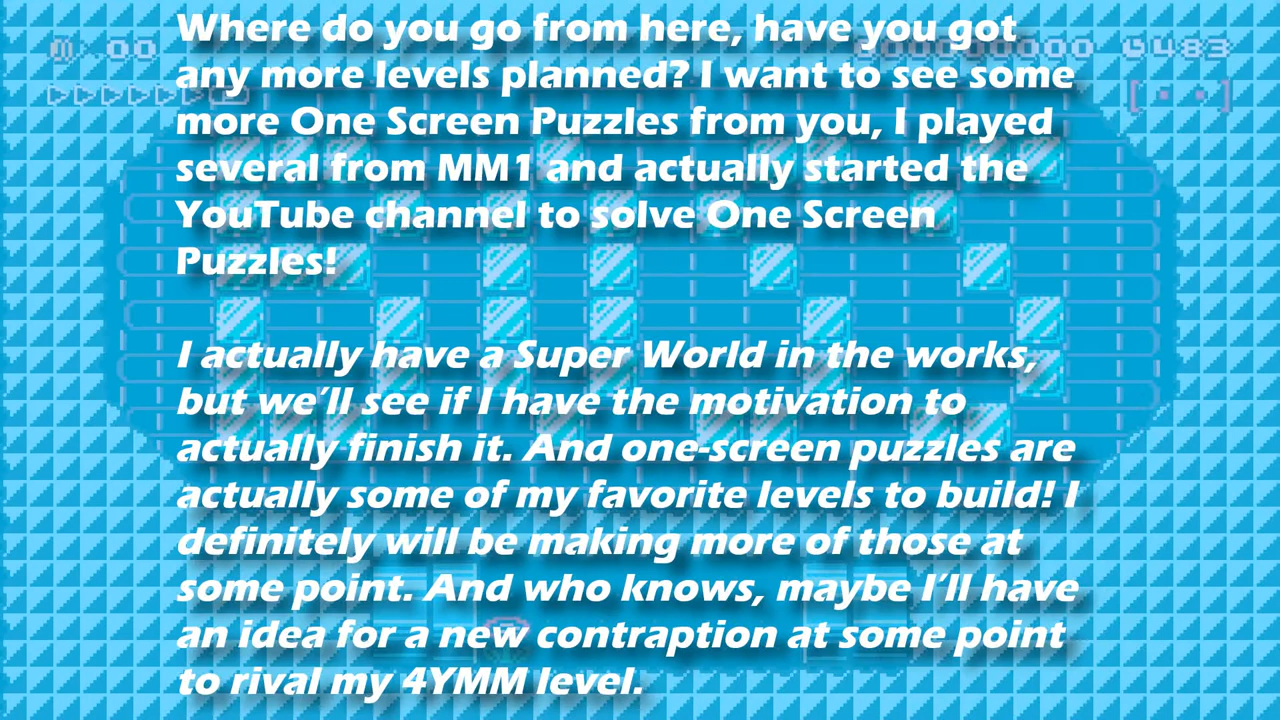 00
000000000 483
Where do you go from here, have you got
any more levels planned? I want to see some
more One Screen Puzzles from you, I played
several from MM1 and actually started the
YouTube channel to solve One Screen
Puzzles!
I actually have a Super World in the works,
but we'll see if I have the motivation to
actually finish it. And one-screen puzzles are
actually some of my favorite levels to build! I
definitely will be making more of those at
some point. And who knows, maybe I'll have
an idea for a new contraption at some point
to rival my 4YMM level.